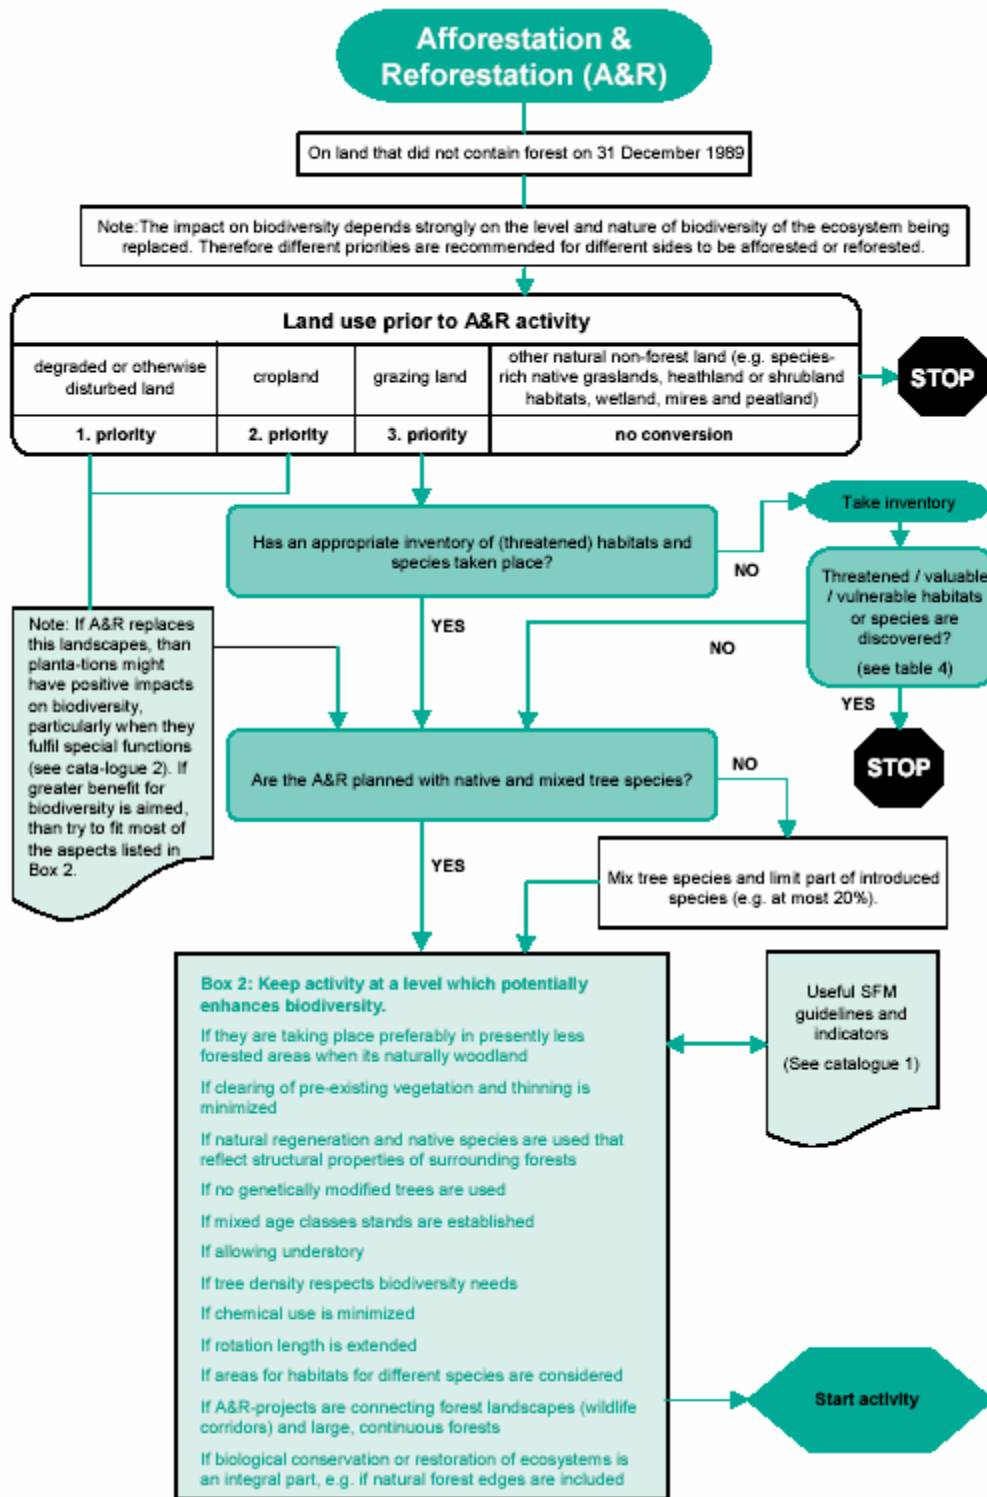 Afforestation &
Reforestation (A&R)
On land that did not contain forest on 31 December 1989
Note:The impact on biodiversity depends strongly on the level and nature of biodiversity of the ecosystem being
replaced. Therefore different priorities are recommended for different sides to be afforested or reforested.
Land use prior to A&R activity
degraded or otherwise
disturbed land
cropland
grazing land
other natural non-forest land (e.g. species-
rich native graslands, heathland or shrubland
habitats, wetland, mires and peatland)
STOP
1. priority
2. priority
3. priority
no conversion
Has an appropriate inventory of (threatened) habitats and
species taken place?
NO
Take inventory
Threatened / valuable
/ vulnerable habitats
or species are
discovered?
(see table 4)
YES
NO
YES
STOP
Note: If A&R replaces
this landscapes, than
planta-tions might
have positive impacts
on biodiversity,
particularly when they
fulfil special functions
(see cata-logue 2). If
greater benefit for
biodiversity is aimed,
than try to fit most of
the aspects listed in
Box 2.
Are the A&R planned with native and mixed tree species?
NO
YES
Mix tree species and limit part of introduced
species (e.g. at most 20%).
Box 2: Keep activity at a level which potentially
enhances biodiversity.
If they are taking place preferably in presently less
forested areas when its naturally woodland
If clearing of pre-existing vegetation and thinning is
minimized
If natural regeneration and native species are used that
reflect structural properties of surrounding forests
If no genetically modified trees are used
If mixed age classes stands are established
If allowing understory
If tree density respects biodiversity needs
If chemical use is minimized
If rotation length is extended
If areas for habitats for different species are considered
If A&R-projects are connecting forest landscapes (wildlife
corridors) and large, continuous forests
If biological conservation or restoration of ecosystems is
an integral part, e.g. if natural forest edges are included
Useful SFM
guidelines and
indicators
(See catalogue 1)
Start activity